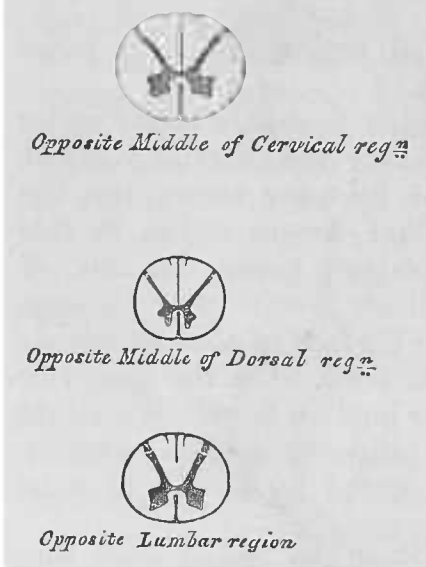 Opposite Middle of Cervical regn
Opposite Middle of Dorsal regn
Opposite Lumbar region